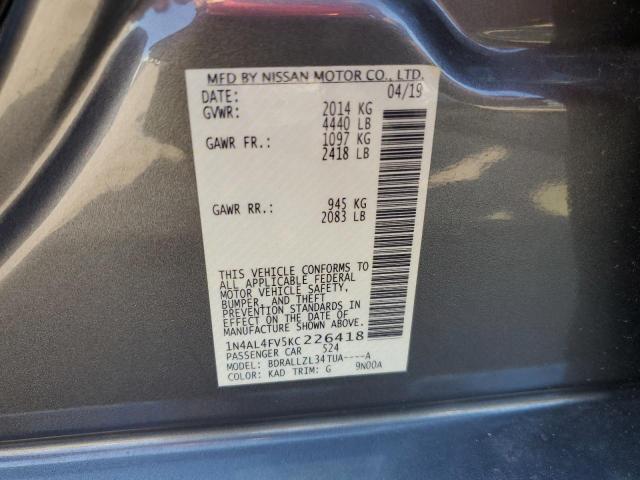 MFD BY NISSAN MOTOR CO., LTD.
DATE: 04/19
GVWR: 2014 KG
4440 LB
GAWR FR.: 1097 KG
2418 LB
GAWR RR.: 945 KG
2083 LB
THIS VEHICLE CONFORMS TO
ALL APPLICABLE FEDERAL
MOTOR VEHICLE SAFETY,
BUMPER, AND THEFT
PREVENTION STANDARDS IN
EFFECT ON THE DATE OF
MANUFACTURE SHOWN ABOVE.
1N4AL4FV5KC226418
PASSENGER CAR 524
MODEL: BDRALLZL34TUA----A
COLOR: KAD TRIM: G 9N00A